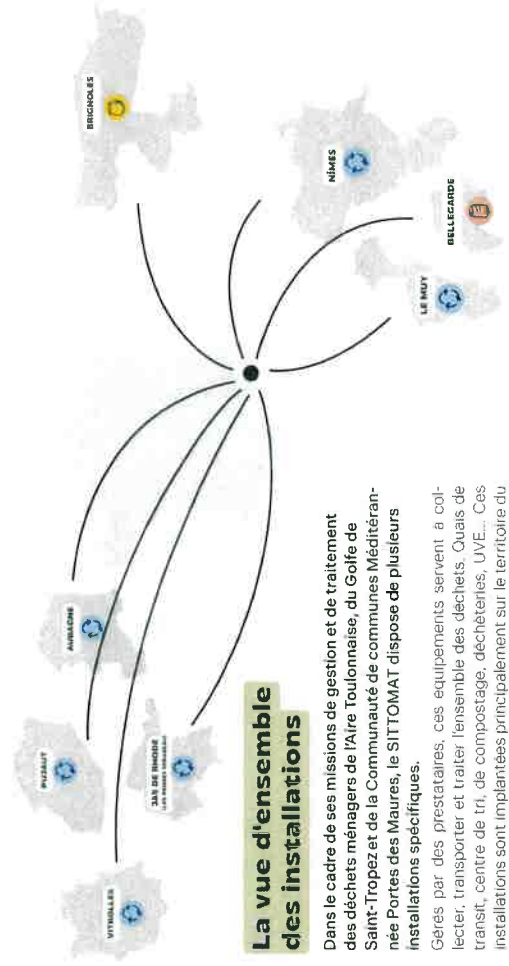 BRIGNOLES
NÎMES
BELLEGARDE
LE MUY
AUBAGNE
PUJAUT
JAS DE RHODE
VITROLLES
La vue d'ensemble
des installations
Dans le cadre de ses missions de gestion et de traitement
des déchets ménagers de l'Aire Toulonnaise, du Golfe de
Saint-Tropez et de la Communauté de communes Méditéran-
née Portes des Maures, le SITTOMAT dispose de plusieurs
installations spécifiques.
Gérés par des prestataires, ces équipements servent à col-
lecter, transporter et traiter l'ensemble des déchets. Quais de
transit, centre de tri, de compostage, déchèteries, UVE... Ces
installations sont implantées principalement sur le territoire du